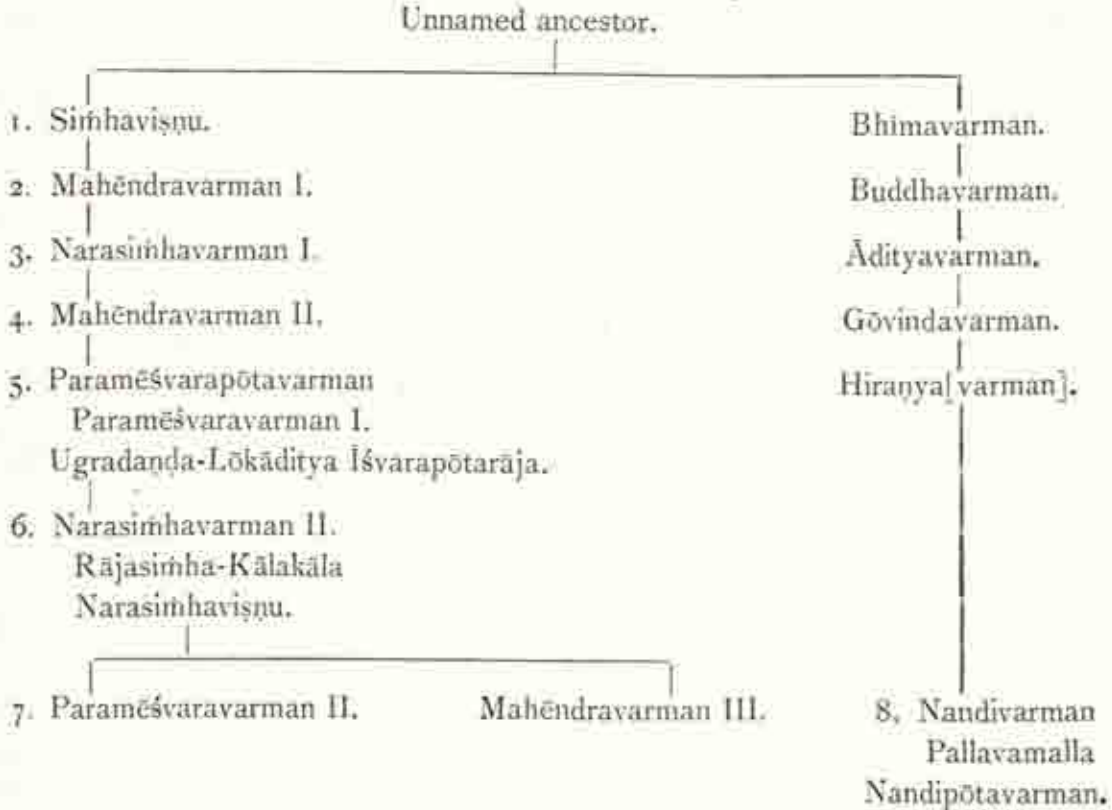 Unnamed ancestor.
1. Siṁhaviṣṇu.
Bhīmavarman.
2. Mahēndravarman I.
Buddhavarman.
3. Narasiṁhavarman I.
Ādityavarman.
4. Mahēndravarman II.
Gōvindavarman.
5. Paramēśvarapōtavarman
Hiraṇya[varman].
Paramēśvaravarman I.
Ugradaṇḍa-Lōkāditya Īśvarapōtarāja.
6. Narasiṁhavarman II.
Rājasiṁha-Kālakāla
Narasiṁhaviṣṇu.
7. Paramēśvaravarman II.
Mahēndravarman III.
8. Nandivarman
Pallavamalla
Nandipōtavarman.